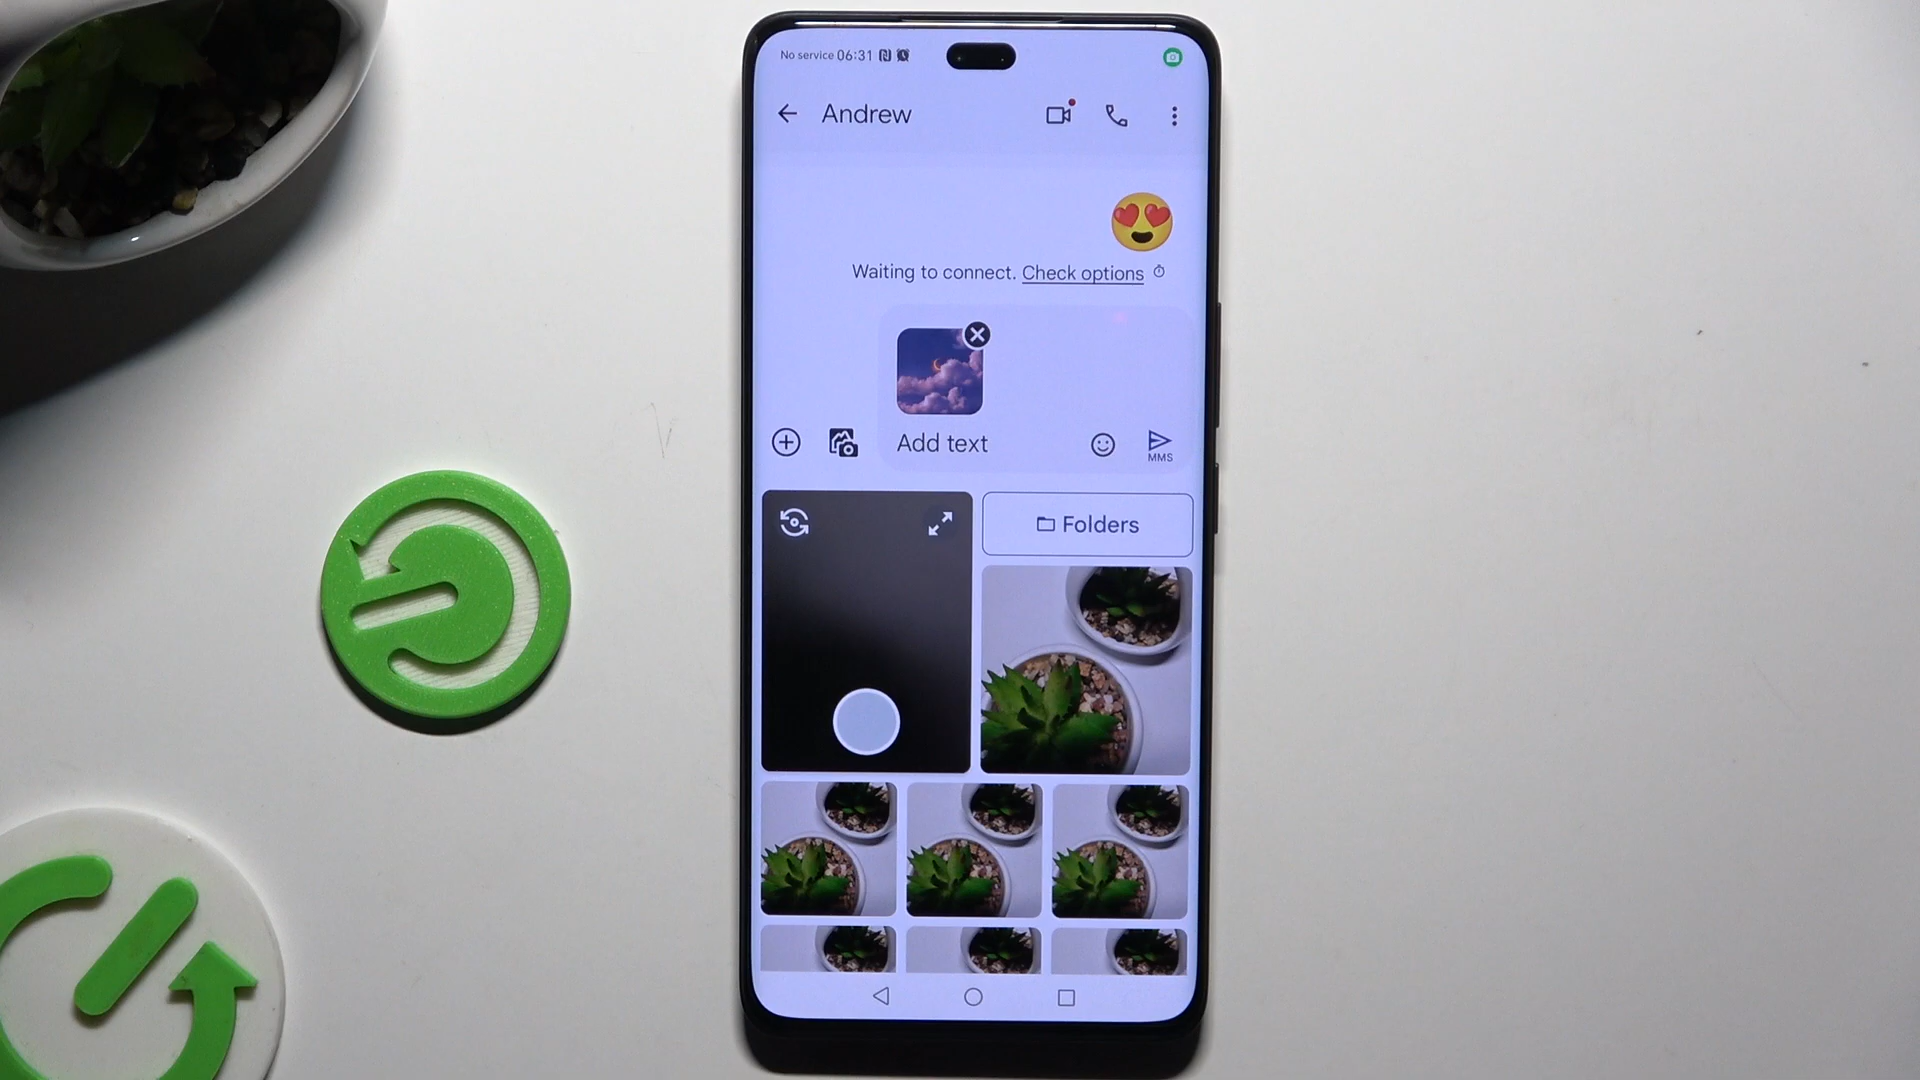 No service 06:31
Andrew
Waiting to connect. Check options
Add text
MMS
Folders